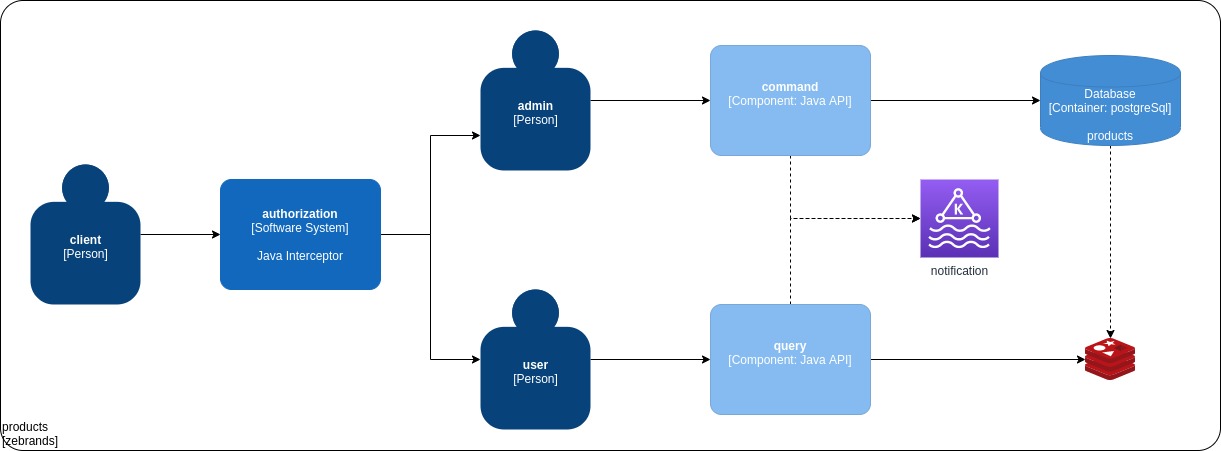 client
[Person]
authorization
[Software System]
Java Interceptor
admin
[Person]
user
[Person]
command
[Component: Java API]
query
[Component: Java API]
K
notification
Database
[Container: postgreSql]
products
products
[zebrands]